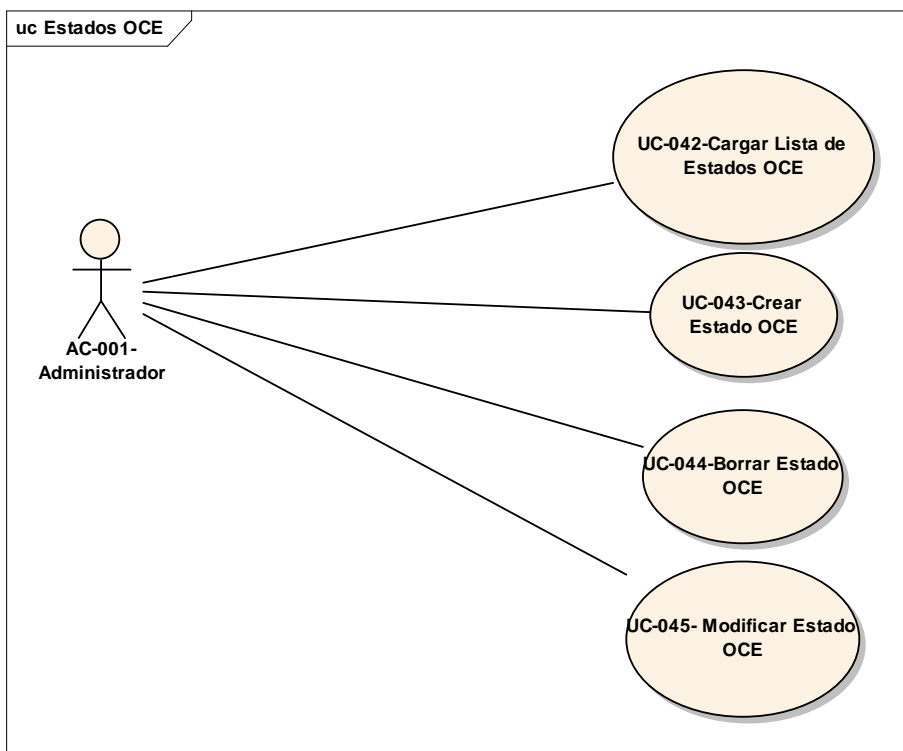 uc Estados OCE
UC-042-Cargar Lista de
Estados OCE
UC-043-Crear
Estado OCE
AC-001-
Administrador
UC-044-Borrar Estado
OCE
UC-045- Modificar Estado
OCE